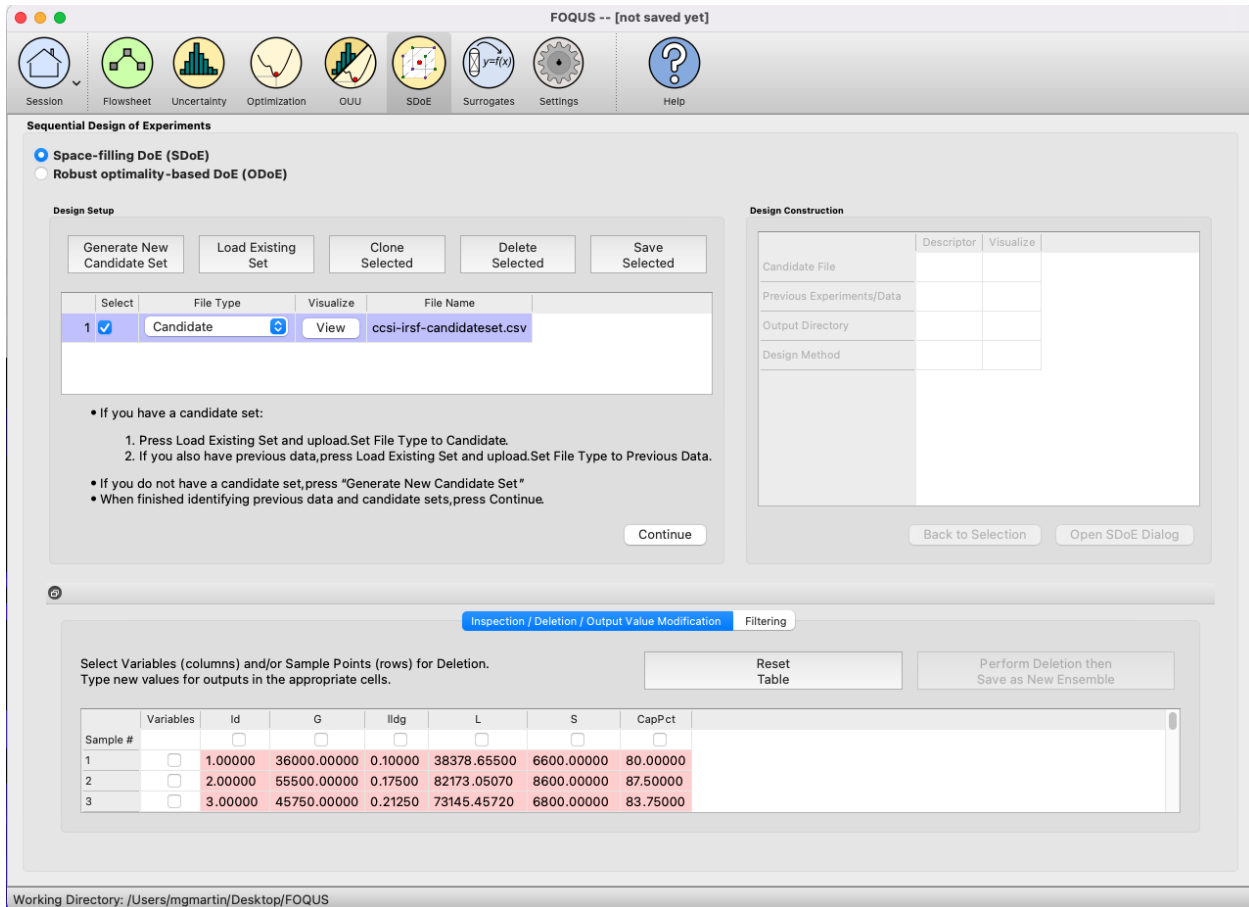 FOQUS -- [not saved yet]
y=f(x)
Session Flowsheet Uncertainty Optimization OUU SDoE Surrogates Settings Help
Sequential Design of Experiments
Space-filling DoE (SDoE)
Robust optimality-based DoE (ODoE)
Design Setup
Generate New Candidate Set
Load Existing Set
Clone Selected
Delete Selected
Save Selected
Select File Type Visualize File Name
1 Candidate View ccsi-irsf-candidateset.csv
• If you have a candidate set:
1. Press Load Existing Set and upload.Set File Type to Candidate.
2. If you also have previous data,press Load Existing Set and upload.Set File Type to Previous Data.
• If you do not have a candidate set,press “Generate New Candidate Set”
• When finished identifying previous data and candidate sets,press Continue.
Continue
Design Construction
Descriptor Visualize
Candidate File
Previous Experiments/Data
Output Directory
Design Method
Back to Selection Open SDoE Dialog
Inspection / Deletion / Output Value Modification Filtering
Select Variables (columns) and/or Sample Points (rows) for Deletion.
Type new values for outputs in the appropriate cells.
Reset Table
Perform Deletion then Save as New Ensemble
Variables Id G lldg L S CapPct
Sample #
1 1.00000 36000.00000 0.10000 38378.65500 6600.00000 80.00000
2 2.00000 55500.00000 0.17500 82173.05070 8600.00000 87.50000
3 3.00000 45750.00000 0.21250 73145.45720 6800.00000 83.75000
Working Directory: /Users/mgmartin/Desktop/FOQUS